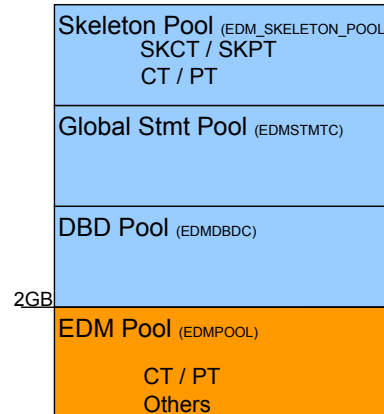 Skeleton Pool (EDM_SKELETON_POOL
SKCT / SKPT
CT / PT
Global Stmt Pool (EDMSTMTC)
DBD Pool (EDMDBDC)
2GB
EDM Pool (EDMPOOL)
CT / PT
Others